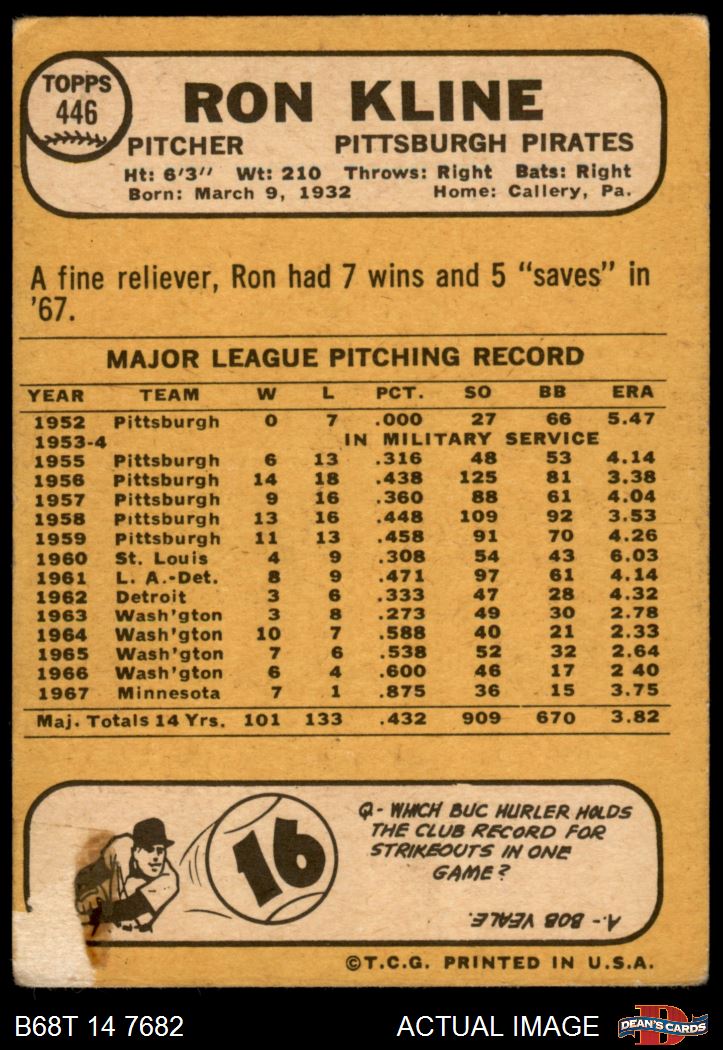 TOPPS
446
RON KLINE
PITCHER PITTSBURGH PIRATES
Ht: 6'3" Wt: 210 Throws: Right Bats: Right
Born: March 9, 1932 Home: Callery, Pa.
A fine reliever, Ron had 7 wins and 5 "saves" in
'67.
MAJOR LEAGUE PITCHING RECORD
YEAR TEAM W L PCT. SO BB ERA
1952 Pittsburgh 0 7 .000 27 66 5.47
1953-4 IN MILITARY SERVICE
1955 Pittsburgh 6 13 .316 48 53 4.14
1956 Pittsburgh 14 18 .438 125 81 3.38
1957 Pittsburgh 9 16 .360 88 61 4.04
1958 Pittsburgh 13 16 .448 109 92 3.53
1959 Pittsburgh 11 13 .458 91 70 4.26
1960 St. Louis 4 9 .308 54 43 6.03
1961 L. A.-Det. 8 9 .471 97 61 4.14
1962 Detroit 3 6 .333 47 28 4.32
1963 Wash'gton 3 8 .273 49 30 2.78
1964 Wash'gton 10 7 .588 40 21 2.33
1965 Wash'gton 7 6 .538 52 32 2.64
1966 Wash'gton 6 4 .600 46 17 2 40
1967 Minnesota 7 1 .875 36 15 3.75
Maj. Totals 14 Yrs. 101 133 .432 909 670 3.82
16
Q- WHICH BUC HURLER HOLDS
THE CLUB RECORD FOR
STRIKEOUTS IN ONE
GAME?
A- BOB VEALE.
©T.C.G. PRINTED IN U.S.A.
B68T 14 7682 ACTUAL IMAGE
D
DEAN'S CARDS